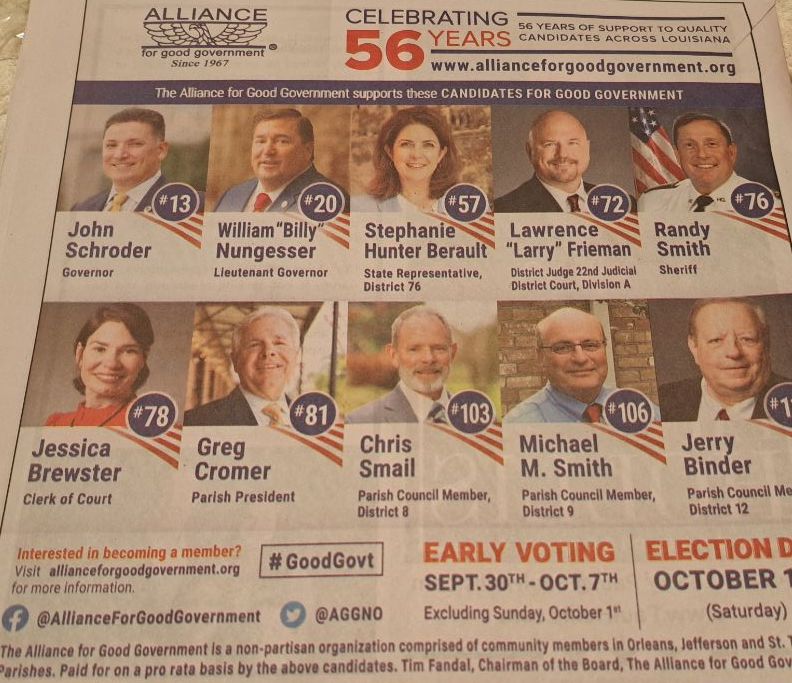 ALLIANCE
for good government®
Since 1967
CELEBRATING
56 YEARS
56 YEARS OF SUPPORT TO QUALITY
CANDIDATES ACROSS LOUISIANA
www.allianceforgoodgovernment.org
The Alliance for Good Government supports these CANDIDATES FOR GOOD GOVERNMENT
#13
John
Schroder
Governor
#20
William "Billy"
Nungesser
Lieutenant Governor
#57
Stephanie
Hunter Berault
State Representative,
District 76
#72
Lawrence
"Larry" Frieman
District Judge 22nd Judicial
District Court, Division A
#76
Randy
Smith
Sheriff
#78
Jessica
Brewster
Clerk of Court
#81
Greg
Cromer
Parish President
#103
Chris
Smail
Parish Council Member,
District 8
#106
Michael
M. Smith
Parish Council Member,
District 9
#1
Jerry
Binder
Parish Council Me
District 12
Interested in becoming a member?
Visit allianceforgoodgovernment.org
for more information.
#GoodGovt
@AllianceForGoodGovernment
@AGGNO
EARLY VOTING
SEPT. 30TH - OCT. 7TH
Excluding Sunday, October 1st
ELECTION D
OCTOBER 1
(Saturday)
The Alliance for Good Government is a non-partisan organization comprised of community members in Orleans, Jefferson and St. T
Parishes. Paid for on a pro rata basis by the above candidates. Tim Fandal, Chairman of the Board, The Alliance for Good Gov